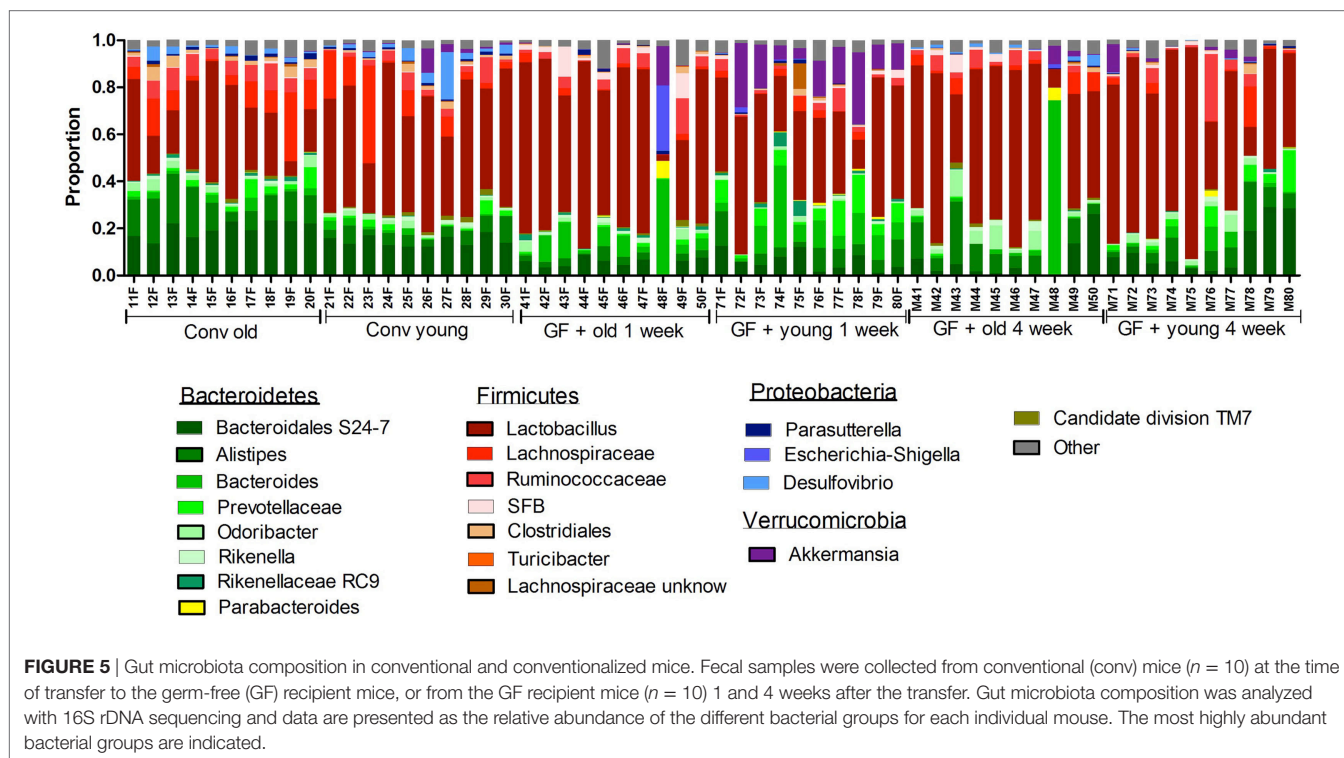 1.0
0.8
0.6
0.4
0.2
0.0
Proportion
11F 12F 13F 14F 15F 16F 17F 18F 19F 20F 21F 22F 23F 24F 25F 26F 27F 28F 29F 30F 41F 42F 43F 44F 45F 46F 47F 48F 49F 50F 71F 72F 73F 74F 75F 76F 77F 78F 79F 80F M41 M42 M43 M44 M45 M46 M47 M48 M49 M50 M71 M72 M73 M74 M75 M76 M77 M78 M79 M80
Conv old Conv young GF + old 1 week GF + young 1 week GF + old 4 week GF + young 4 week
Bacteroidetes
Bacteroidales S24-7
Alistipes
Bacteroides
Prevotellaceae
Odoribacter
Rikenella
Rikenellaceae RC9
Parabacteroides
Firmicutes
Lactobacillus
Lachnospiraceae
Ruminococcaceae
SFB
Clostridiales
Turicibacter
Lachnospiraceae unknow
Proteobacteria
Parasutterella
Escherichia-Shigella
Desulfovibrio
Verrucomicrobia
Akkermansia
Candidate division TM7
Other
FIGURE 5 | Gut microbiota composition in conventional and conventionalized mice. Fecal samples were collected from conventional (conv) mice (n = 10) at the time
of transfer to the germ-free (GF) recipient mice, or from the GF recipient mice (n = 10) 1 and 4 weeks after the transfer. Gut microbiota composition was analyzed
with 16S rDNA sequencing and data are presented as the relative abundance of the different bacterial groups for each individual mouse. The most highly abundant
bacterial groups are indicated.